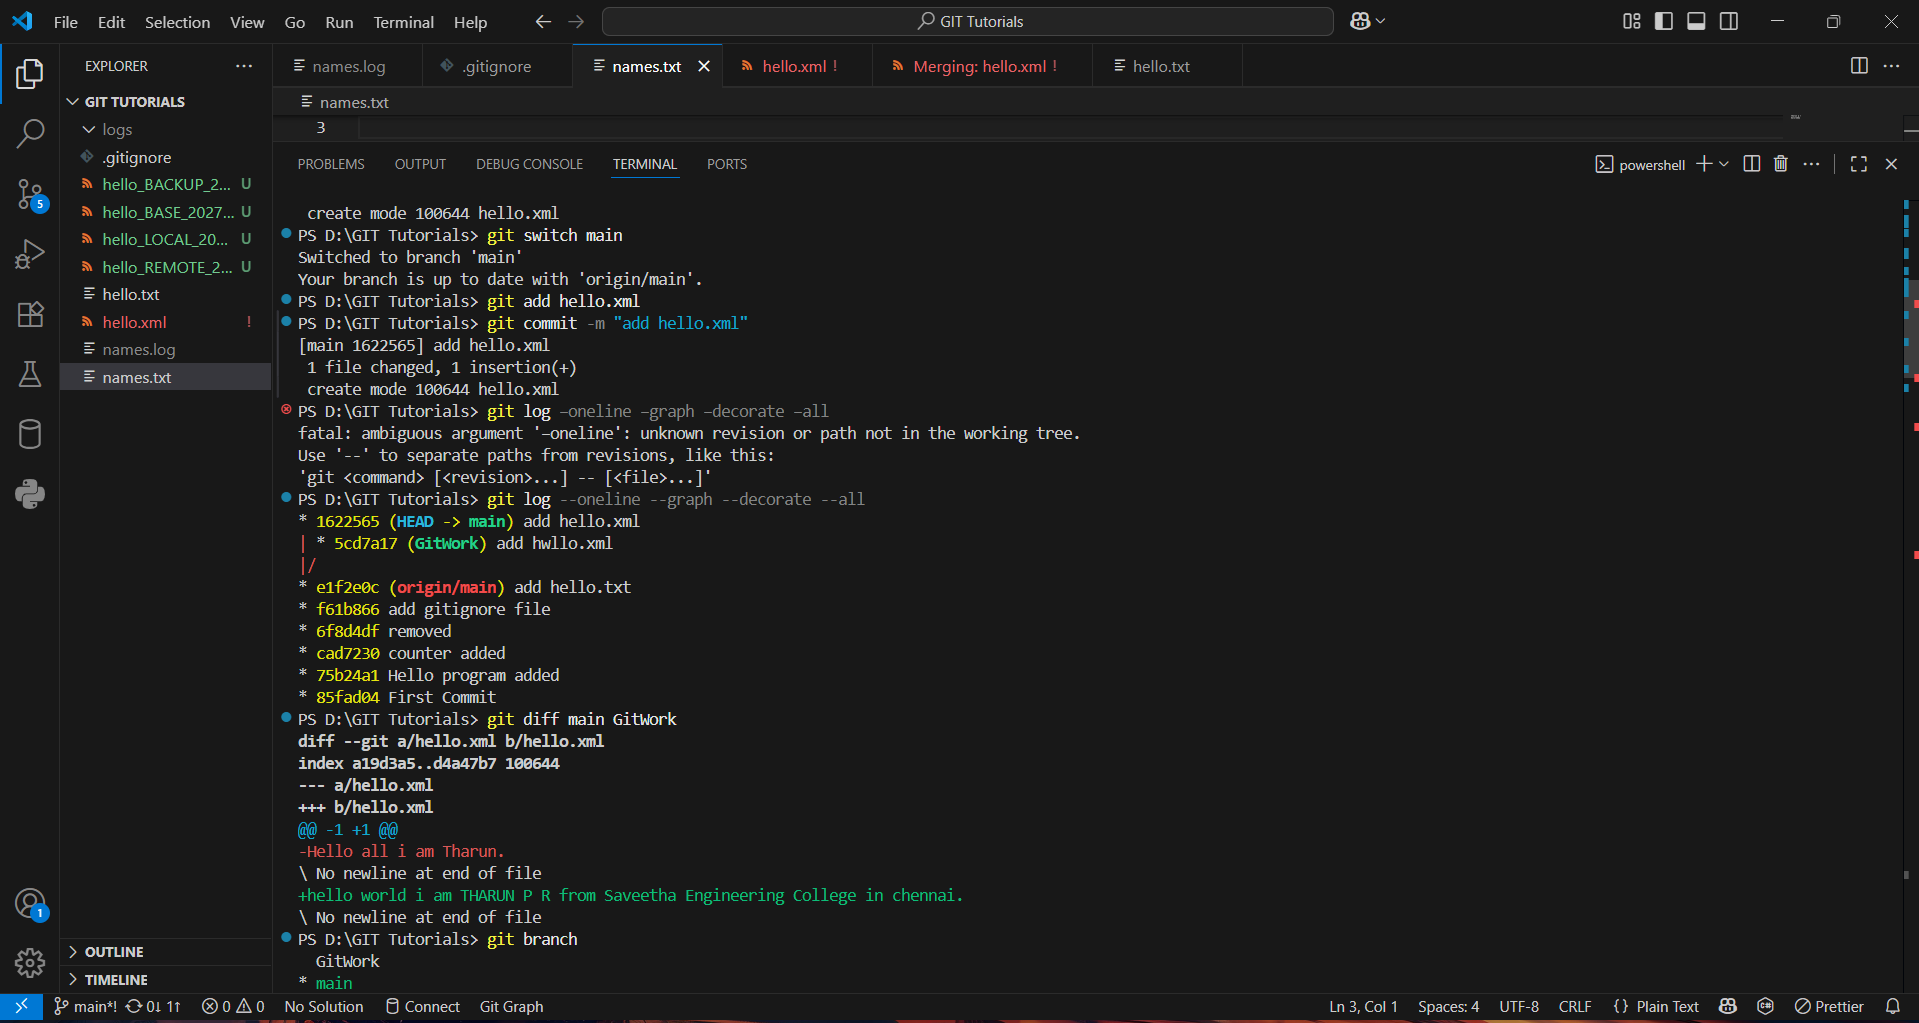 File Edit Selection View Go Run Terminal Help
GIT Tutorials
EXPLORER
names.log
.gitignore
names.txt
hello.xml !
Merging: hello.xml !
hello.txt
GIT TUTORIALS
logs
.gitignore
hello_BACKUP_2... U
hello_BASE_2027... U
hello_LOCAL_20... U
hello_REMOTE_2... U
hello.txt
hello.xml !
names.log
names.txt
OUTLINE
TIMELINE
5
1
names.txt
3
PROBLEMS OUTPUT DEBUG CONSOLE TERMINAL PORTS
powershell
create mode 100644 hello.xml
PS D:\GIT Tutorials> git switch main
Switched to branch 'main'
Your branch is up to date with 'origin/main'.
PS D:\GIT Tutorials> git add hello.xml
PS D:\GIT Tutorials> git commit -m "add hello.xml"
[main 1622565] add hello.xml
1 file changed, 1 insertion(+)
create mode 100644 hello.xml
PS D:\GIT Tutorials> git log –oneline –graph –decorate –all
fatal: ambiguous argument '–oneline': unknown revision or path not in the working tree.
Use '--' to separate paths from revisions, like this:
'git <command> [<revision>...] -- [<file>...]'
PS D:\GIT Tutorials> git log --oneline --graph --decorate --all
* 1622565 (HEAD -> main) add hello.xml
| * 5cd7a17 (GitWork) add hwllo.xml
|/
* e1f2e0c (origin/main) add hello.txt
* f61b866 add gitignore file
* 6f8d4df removed
* cad7230 counter added
* 75b24a1 Hello program added
* 85fad04 First Commit
PS D:\GIT Tutorials> git diff main GitWork
diff --git a/hello.xml b/hello.xml
index a19d3a5..d4a47b7 100644
--- a/hello.xml
+++ b/hello.xml
@@ -1 +1 @@
-Hello all i am Tharun.
\ No newline at end of file
+hello world i am THARUN P R from Saveetha Engineering College in chennai.
\ No newline at end of file
PS D:\GIT Tutorials> git branch
GitWork
* main
main*! 0↓ 1↑ 0 0 No Solution Connect Git Graph
Ln 3, Col 1 Spaces: 4 UTF-8 CRLF {} Plain Text Prettier